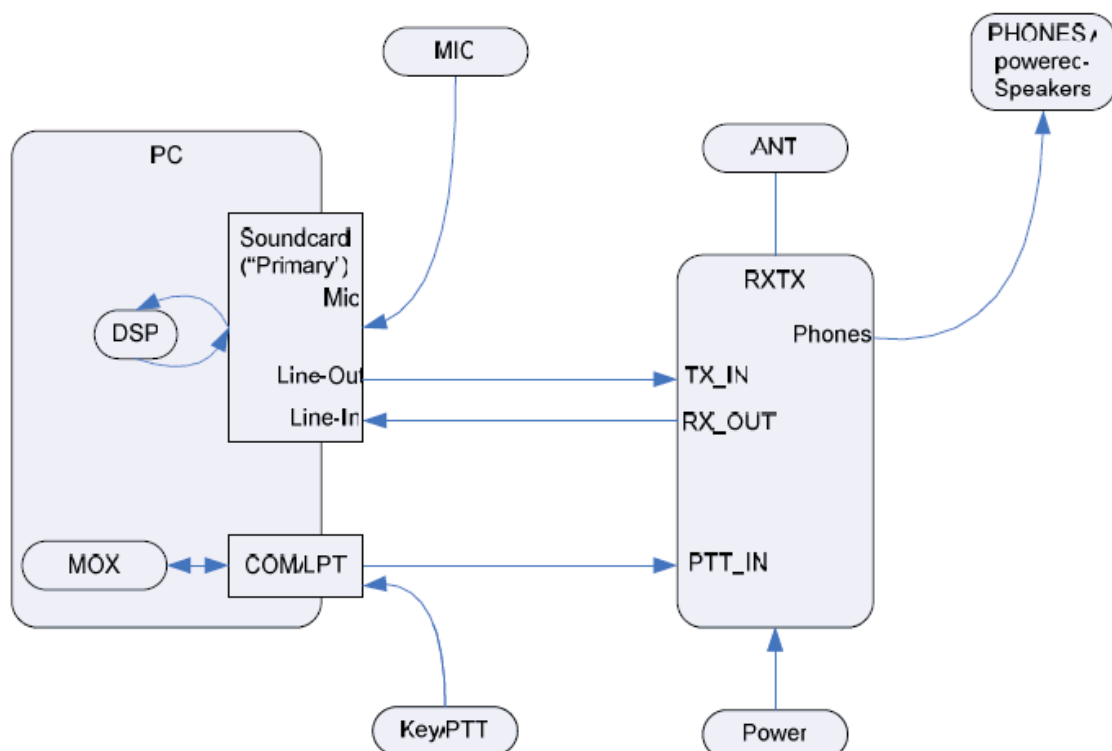 MIC
PHONES/
powered-
Speakers
PC
ANT
Soundcard
("Primary')
Mic
RXTX
DSP
Phones
Line-Out
TX_IN
Line-In
RX_OUT
MOX
COM/LPT
PTT_IN
Key/PTT
Power